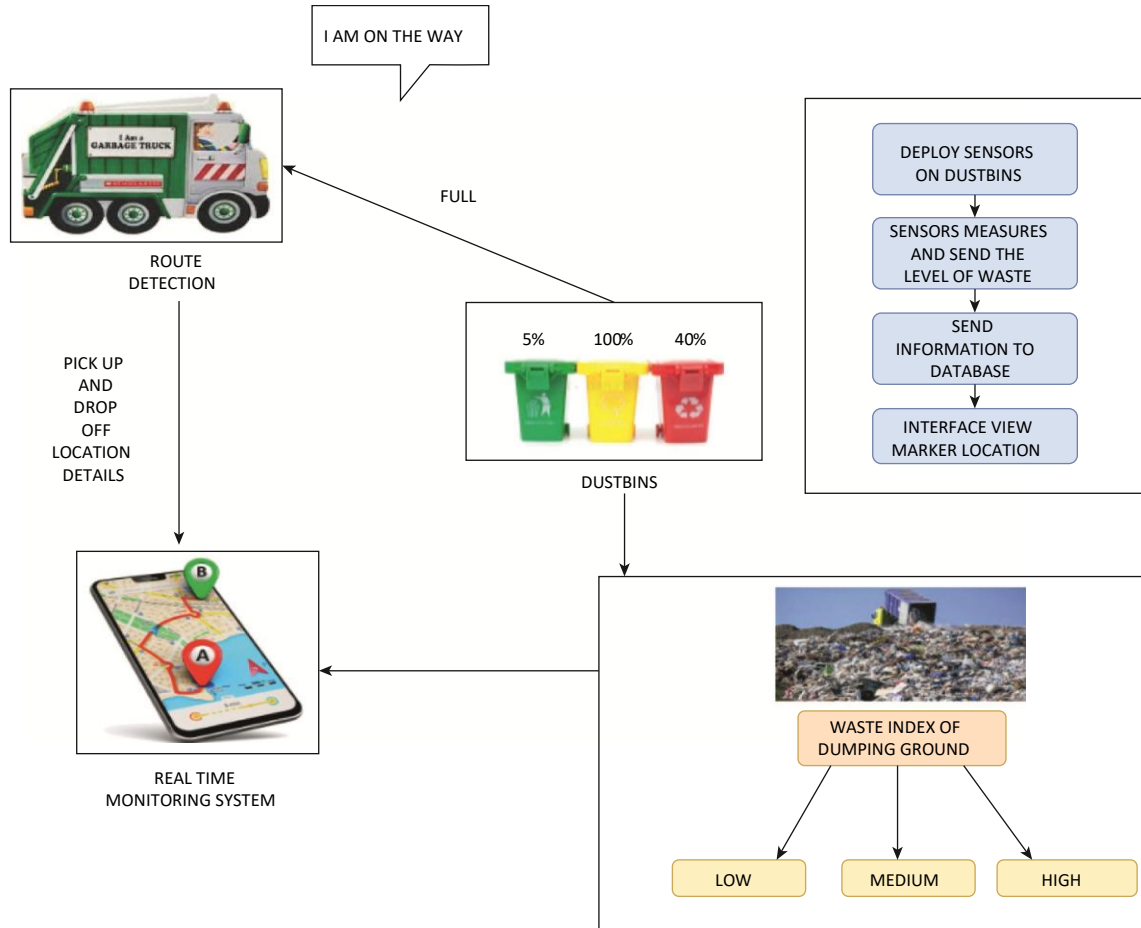 I AM ON THE WAY
I Am a
GARBAGE TRUCK
SCHOLASTIC
FULL
ROUTE
DETECTION
PICK UP
AND
DROP
OFF
LOCATION
DETAILS
5% 100% 40%
DUSTBINS
DEPLOY SENSORS
ON DUSTBINS
SENSORS MEASURES
AND SEND THE
LEVEL OF WASTE
SEND
INFORMATION TO
DATABASE
INTERFACE VIEW
MARKER LOCATION
B
A
REAL TIME
MONITORING SYSTEM
WASTE INDEX OF
DUMPING GROUND
LOW
MEDIUM
HIGH